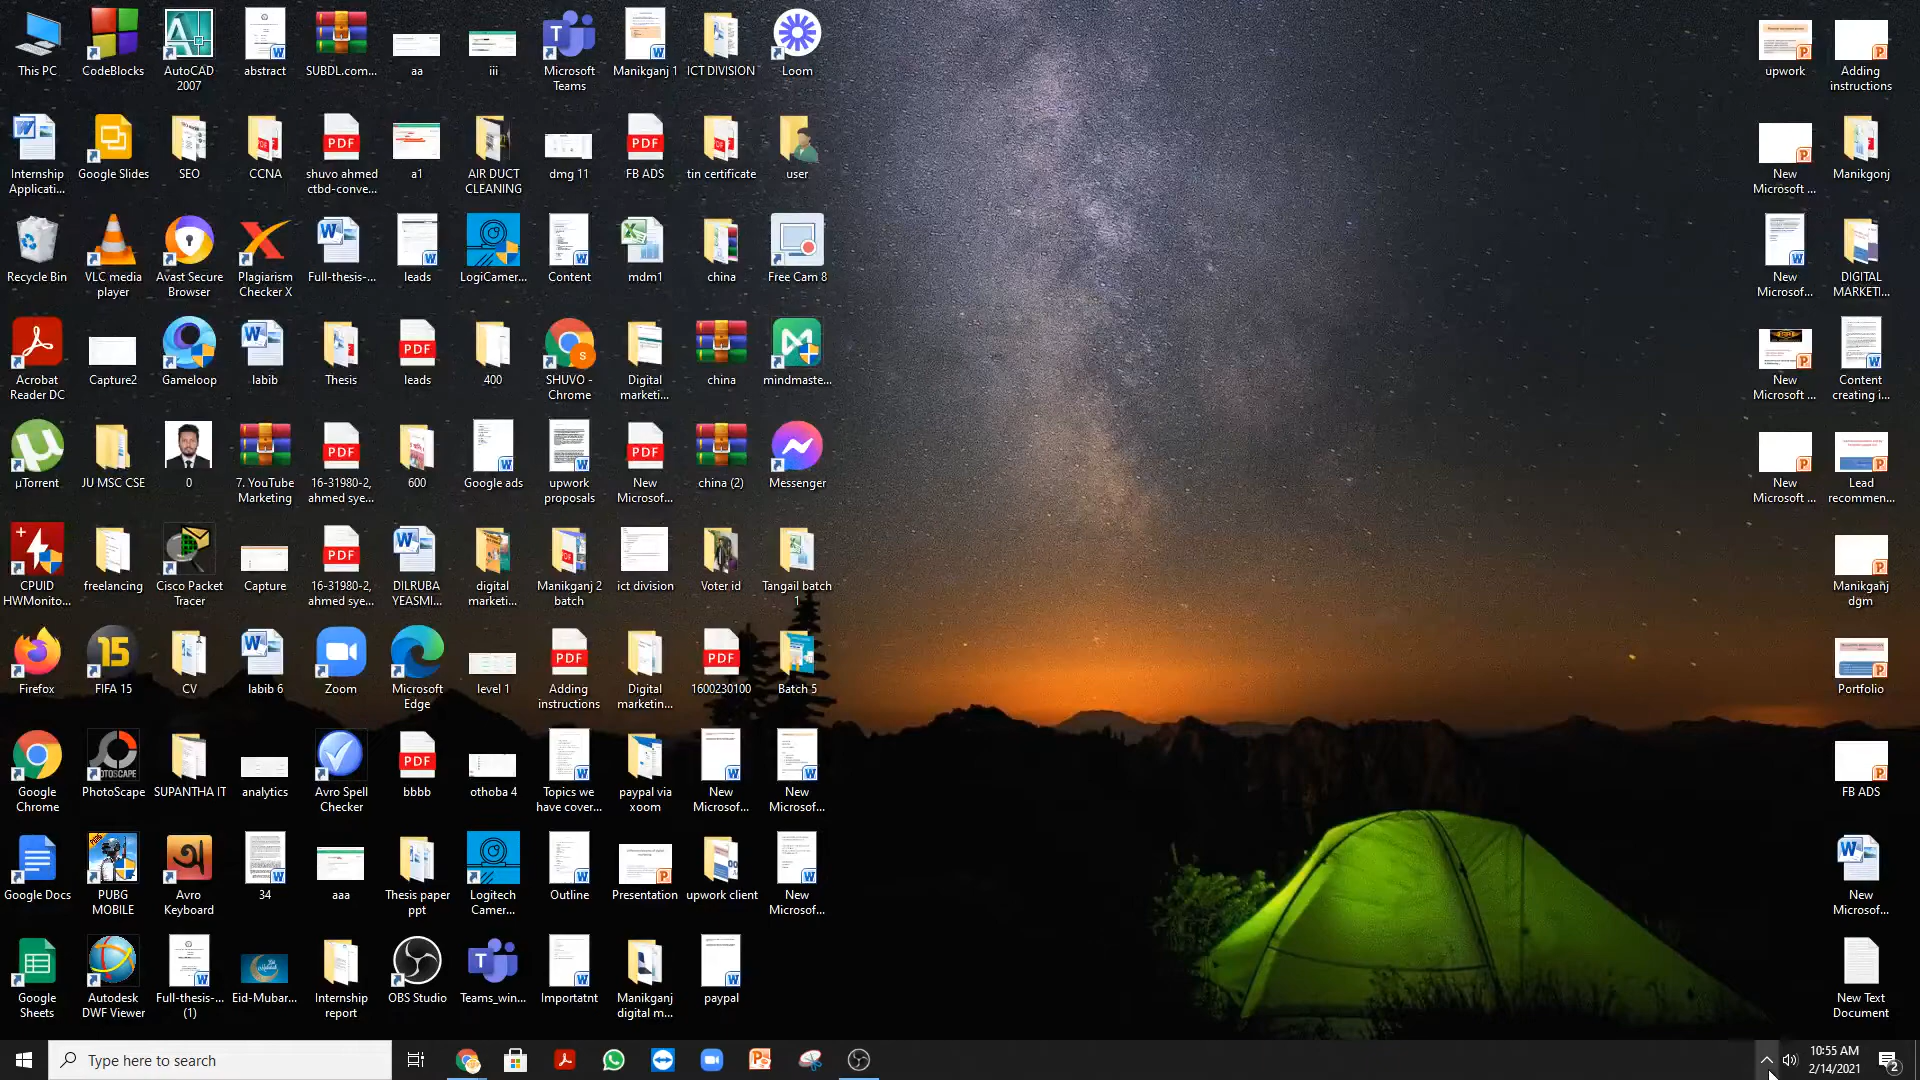 This PC
CodeBlocks
AutoCAD
2007
abstract
SUBDL.com...
aa
iii
Microsoft
Teams
Manikganj 1
ICT DIVISION
Loom
upwork
Adding
instructions
Internship
Applicati...
Google Slides
SEO
CCNA
PDF
shuvo ahmed
ctbd-conve...
a1
AIR DUCT
CLEANING
dmg 11
PDF
FB ADS
tin certificate
user
New
Microsoft ...
Manikgonj
Recycle Bin
VLC media
player
Avast Secure
Browser
Plagiarism
Checker X
Full-thesis-...
leads
LogiCamer...
Content
mdm1
china
Free Cam 8
New
Microsof...
DIGITAL
MARKETI...
Acrobat
Reader DC
Capture2
Gameloop
labib
Thesis
PDF
leads
400
SHUVO -
Chrome
Digital
marketi...
china
mindmaste...
New
Microsoft ...
Content
creating i...
µTorrent
JU MSC CSE
0
7. YouTube
Marketing
PDF
16-31980-2,
ahmed sye...
600
Google ads
upwork
proposals
PDF
New
Microsof...
china (2)
Messenger
New
Microsoft ...
Lead
recommen...
CPUID
HWMonito...
freelancing
Cisco Packet
Tracer
Capture
PDF
16-31980-2,
ahmed sye...
DILRUBA
YEASMI...
digital
marketi...
Manikganj 2
batch
ict division
Voter id
Tangail batch
1
Manikganj
dgm
Firefox
15
FIFA 15
CV
labib 6
Zoom
Microsoft
Edge
level 1
PDF
Adding
instructions
Digital
marketin...
PDF
1600230100
Batch 5
Portfolio
Google
Chrome
PHOTOSCAPE
PhotoScape
SUPANTHA IT
analytics
Avro Spell
Checker
PDF
bbbb
othoba 4
Topics we
have cover...
paypal via
xoom
New
Microsof...
New
Microsof...
FB ADS
Google Docs
PUBG
MOBILE
অ
Avro
Keyboard
34
aaa
Thesis paper
ppt
Logitech
Camer...
Outline
Presentation
upwork client
New
Microsof...
New
Microsof...
Google
Sheets
Autodesk
DWF Viewer
Full-thesis-...
(1)
Eid-Mubar...
Internship
report
OBS Studio
Teams_win...
Importatnt
Manikganj
digital m...
paypal
New Text
Document
Type here to search
10:55 AM
2/14/2021
2